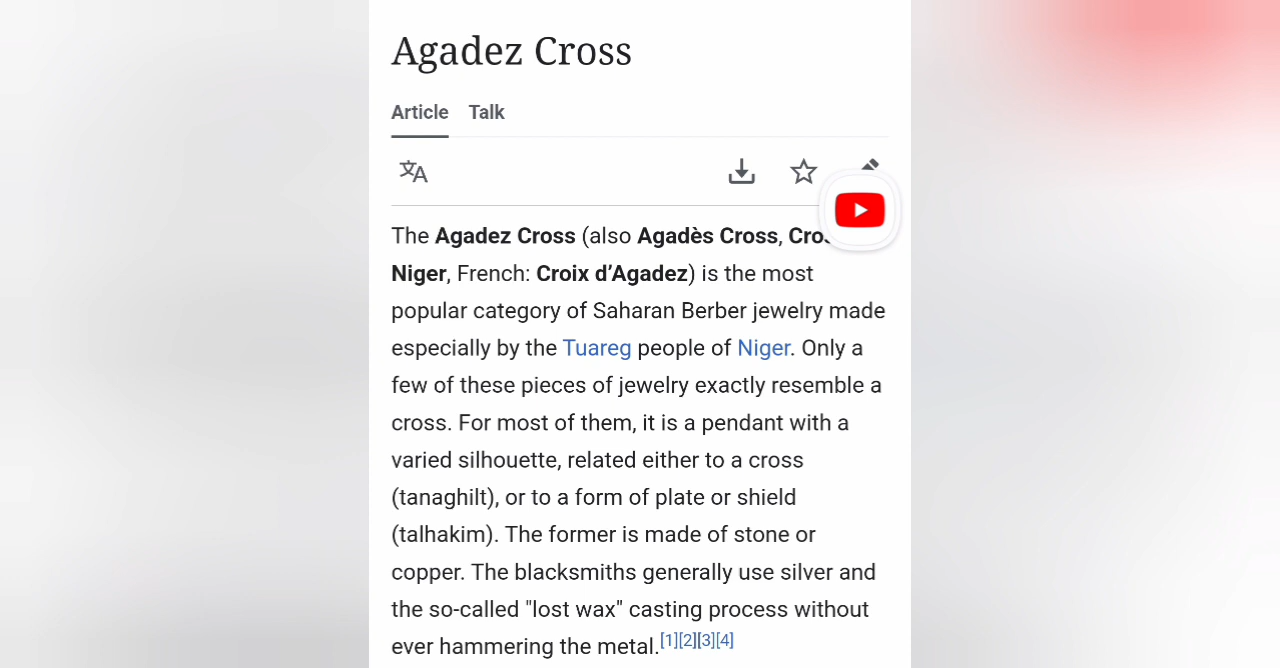 Agadez Cross
Article Talk
The Agadez Cross (also Agadès Cross,
Niger, French: Croix d’Agadez) is the most
popular category of Saharan Berber jewelry made
especially by the Tuareg people of Niger. Only a
few of these pieces of jewelry exactly resemble a
cross. For most of them, it is a pendant with a
varied silhouette, related either to a cross
(tanaghilt), or to a form of plate or shield
(talhakim). The former is made of stone or
copper. The blacksmiths generally use silver and
the so-called "lost wax" casting process without
ever hammering the metal.[1][2][3][4]